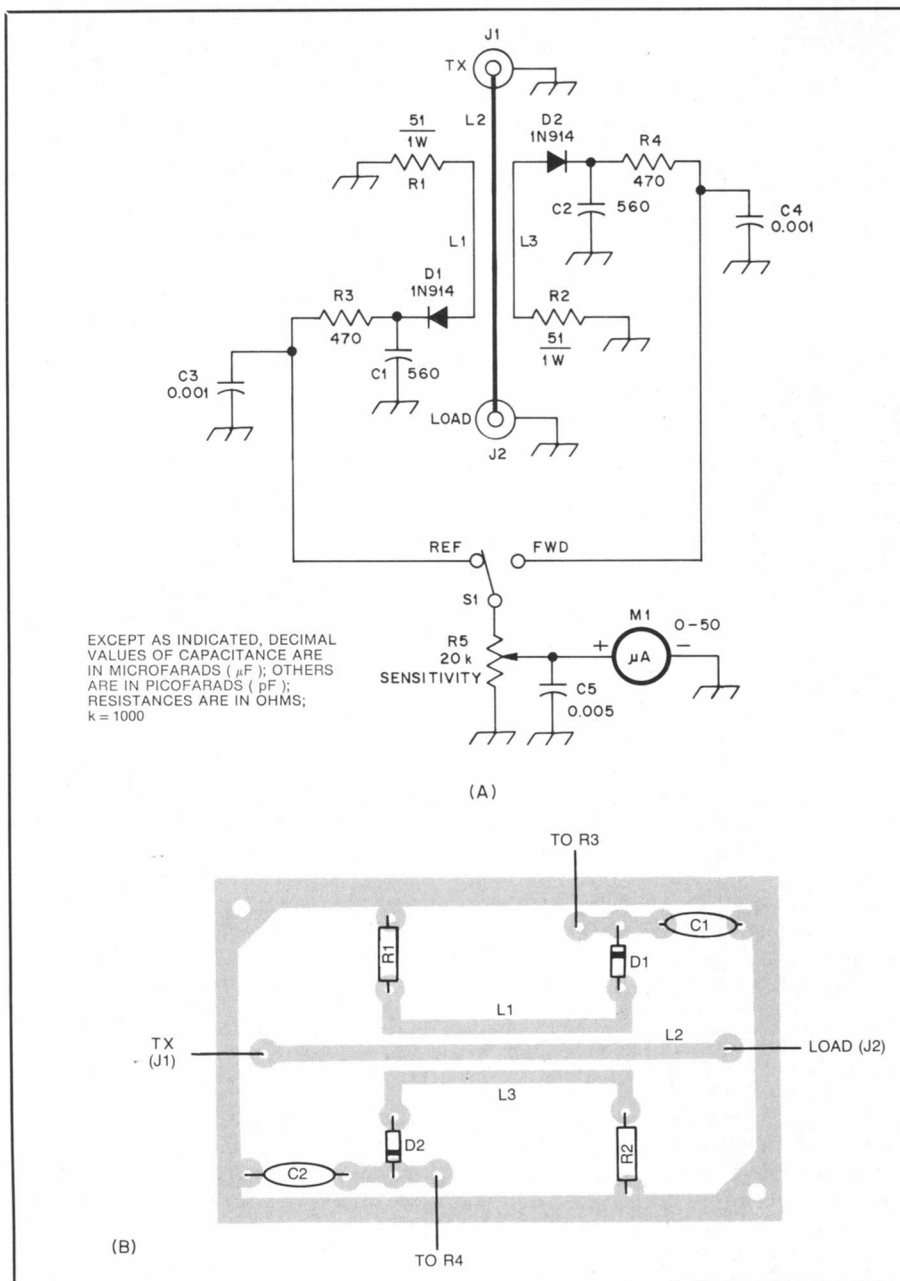 J1
TX
L2
D2
1N914
R4
470
51
1W
R1
C2
560
C4
0.001
L1
L3
D1
1N914
R3
470
R2
51
1W
C1
560
C3
0.001
LOAD
J2
REF
FWD
S1
M1
0-50
R5
20 k
SENSITIVITY
+
µA
-
C5
0.005
EXCEPT AS INDICATED, DECIMAL
VALUES OF CAPACITANCE ARE
IN MICROFARADS ( µF ); OTHERS
ARE IN PICOFARADS ( pF );
RESISTANCES ARE IN OHMS;
k = 1000
(A)
TO R3
R1
C1
D1
L1
TX
(J1)
L2
LOAD (J2)
L3
D2
R2
C2
(B)
TO R4